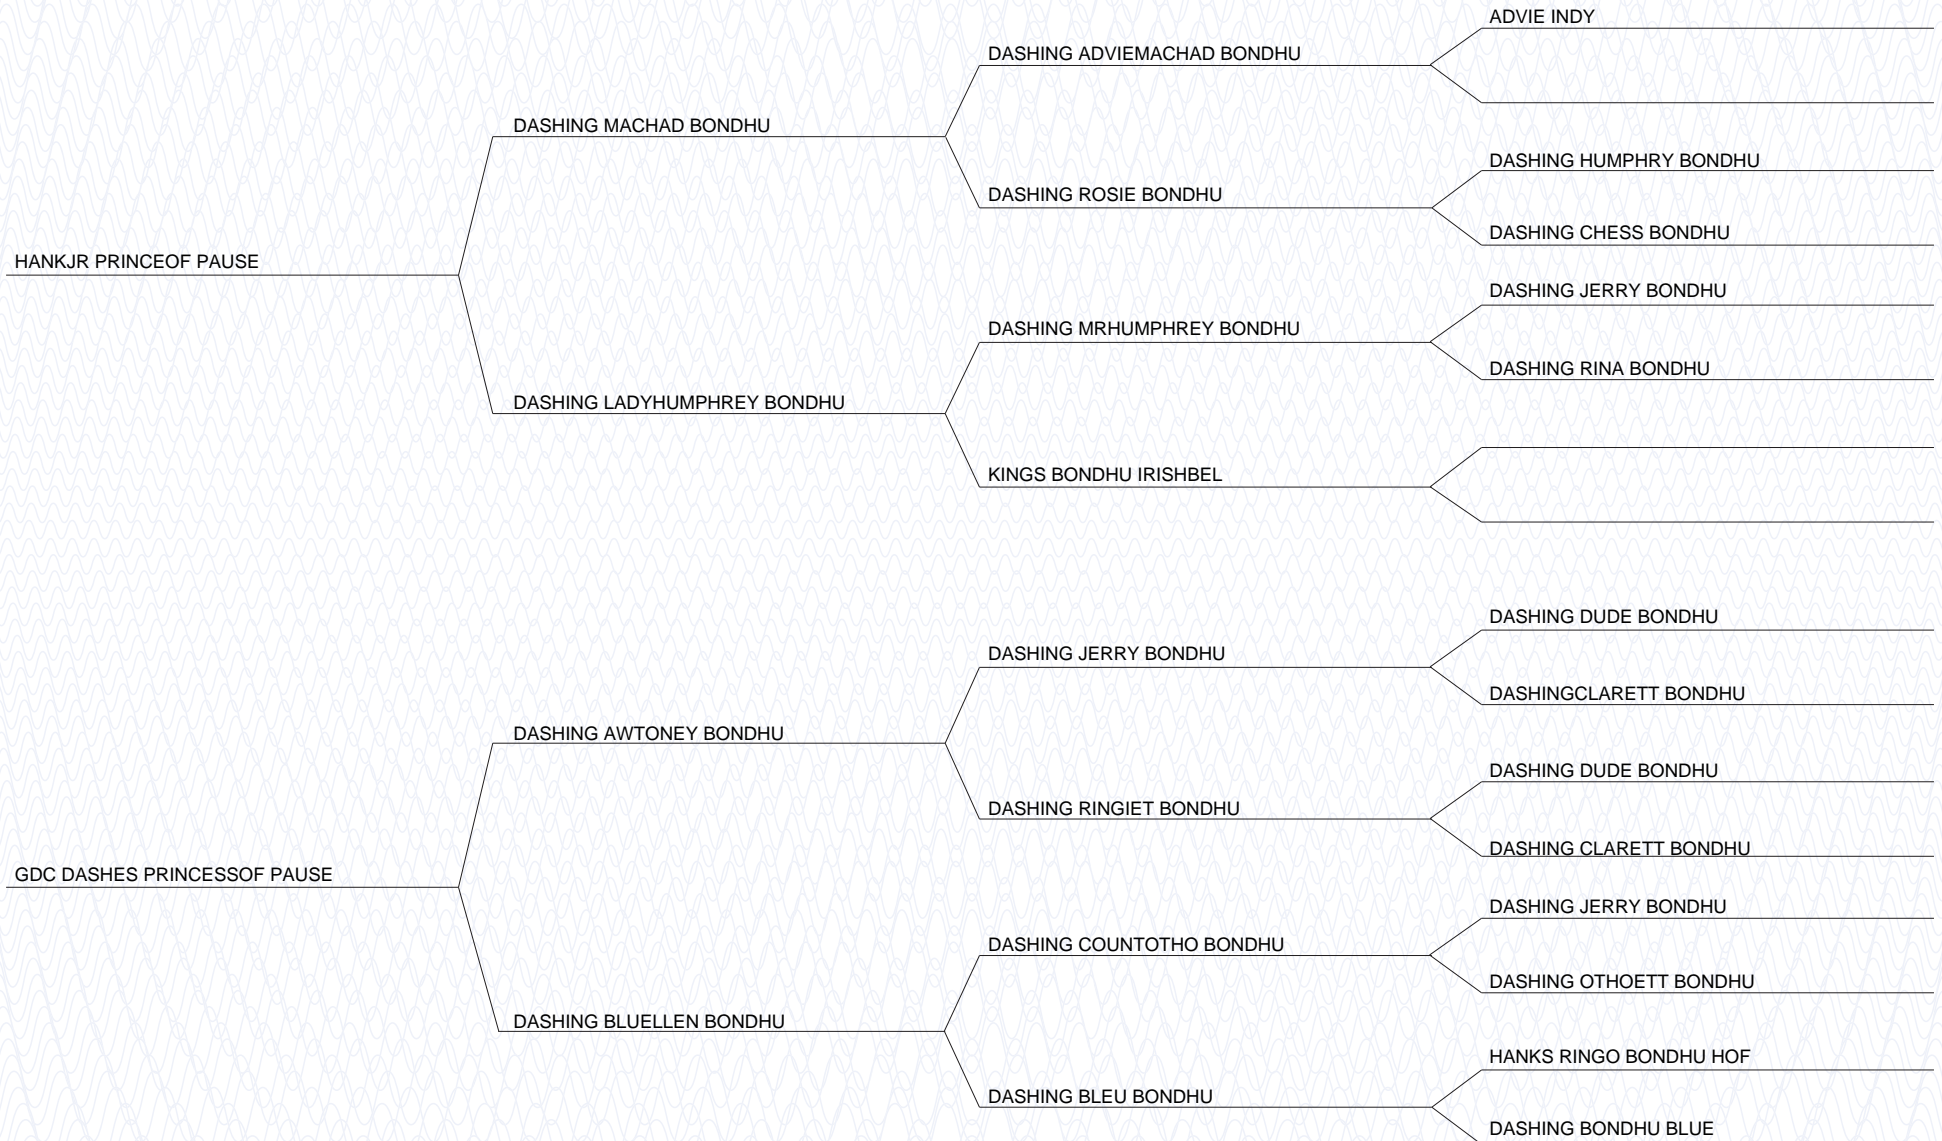 ADVIE INDY
DASHING ADVIEMACHAD BONDHU
DASHING MACHAD BONDHU
DASHING HUMPHRY BONDHU
DASHING ROSIE BONDHU
DASHING CHESS BONDHU
HANKJR PRINCEOF PAUSE
DASHING JERRY BONDHU
DASHING MRHUMPHREY BONDHU
DASHING RINA BONDHU
DASHING LADYHUMPHREY BONDHU
KINGS BONDHU IRISHBEL
DASHING DUDE BONDHU
DASHING JERRY BONDHU
DASHINGCLARETT BONDHU
DASHING AWTONEY BONDHU
DASHING DUDE BONDHU
DASHING RINGIET BONDHU
DASHING CLARETT BONDHU
GDC DASHES PRINCESSOF PAUSE
DASHING JERRY BONDHU
DASHING COUNTOTHO BONDHU
DASHING OTHOETT BONDHU
DASHING BLUELLEN BONDHU
HANKS RINGO BONDHU HOF
DASHING BLEU BONDHU
DASHING BONDHU BLUE